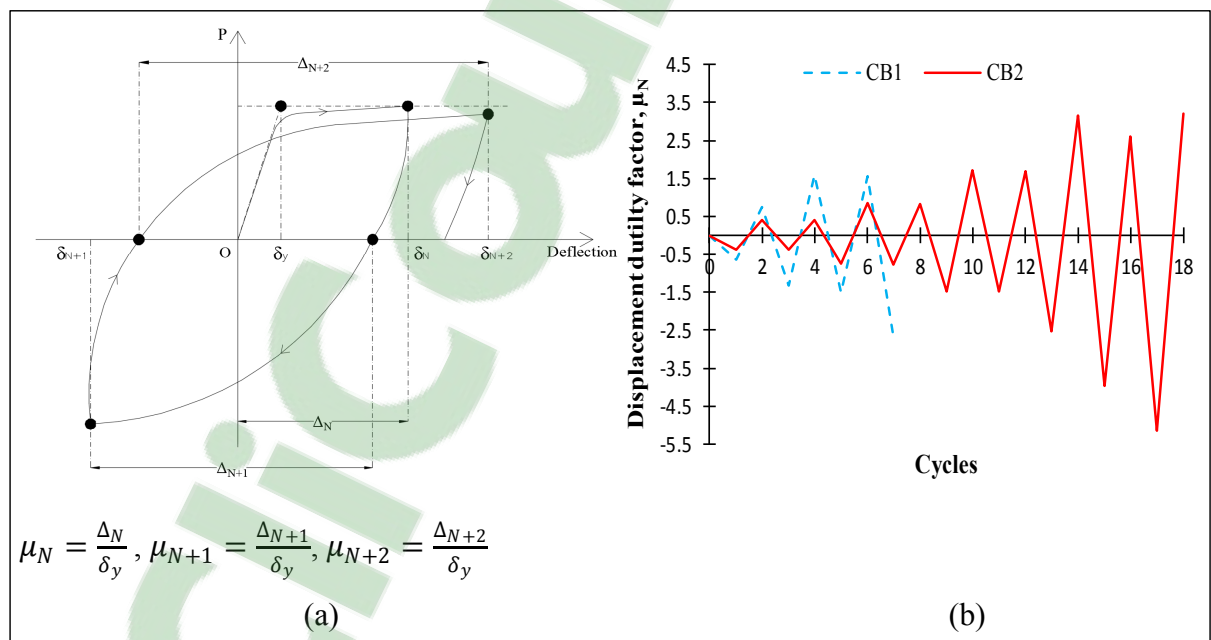 P
ΔN+2
δN+1
O
δy
δN
δN+2
Deflection
ΔN
ΔN+1
μN = ΔN/δy , μN+1 = ΔN+1/δy, μN+2 = ΔN+2/δy
(a)
CB1
CB2
Displacement dutility factor, μN
4.5
3.5
2.5
1.5
0.5
-0.5
-1.5
-2.5
-3.5
-4.5
-5.5
0 2 4 6 8 10 12 14 16 18
Cycles
(b)